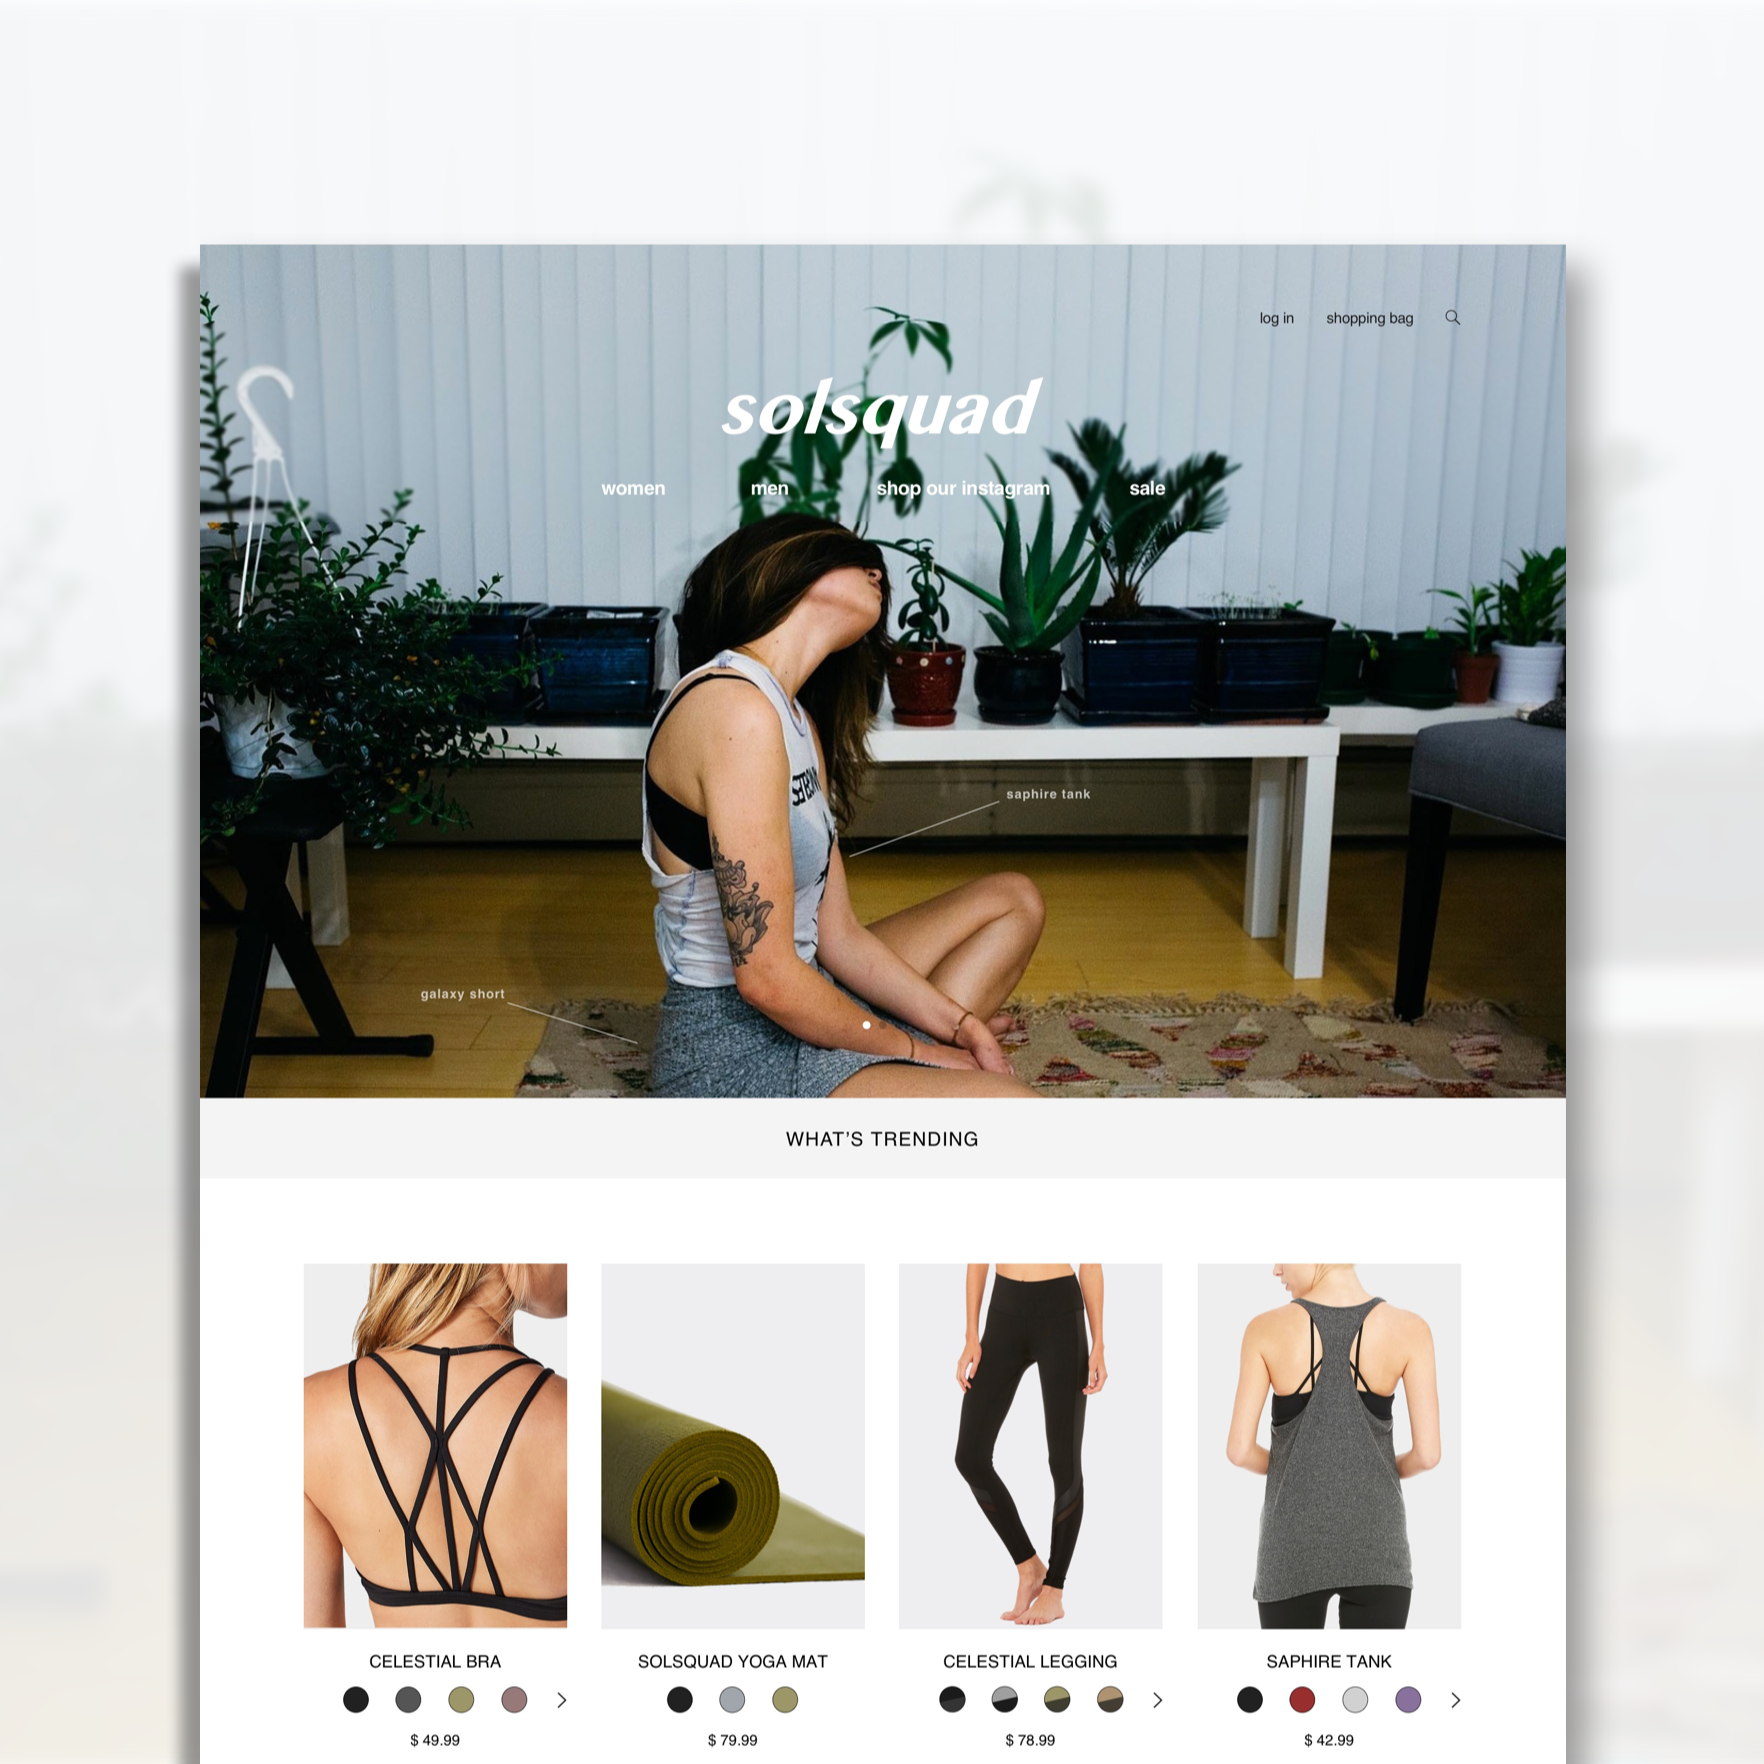 log in shopping bag
solsquad
women men shop our instagram sale
saphire tank
galaxy short
WHAT’S TRENDING
CELESTIAL BRA SOLSQUAD YOGA MAT CELESTIAL LEGGING SAPHIRE TANK
$ 49.99 $ 79.99 $ 78.99 $ 42.99